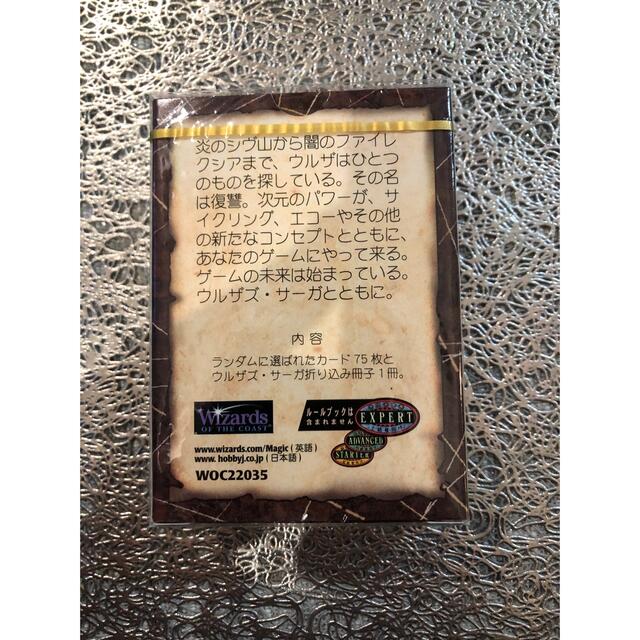 炎のシヴ山から闇のファイレ
クシアまで、ウルザはひとつ
のものを探している。その名
は復讐。次元のパワーが、サ
イクリング、エコーやその他
の新たなコンセプトとともに、
あなたのゲームにやって来る。
ゲームの未来は始まっている。
ウルザズ・サーガとともに。
内容
ランダムに選ばれたカード75枚と
ウルザズ・サーガ折り込み冊子1冊。
WIZARDS
OF THE COAST
ルールブックは
含まれません
EXPERT
ADVANCED
STARTER
www.wizards.com/Magic (英語)
www. hobbyj.co.jp (日本語)
WOC22035